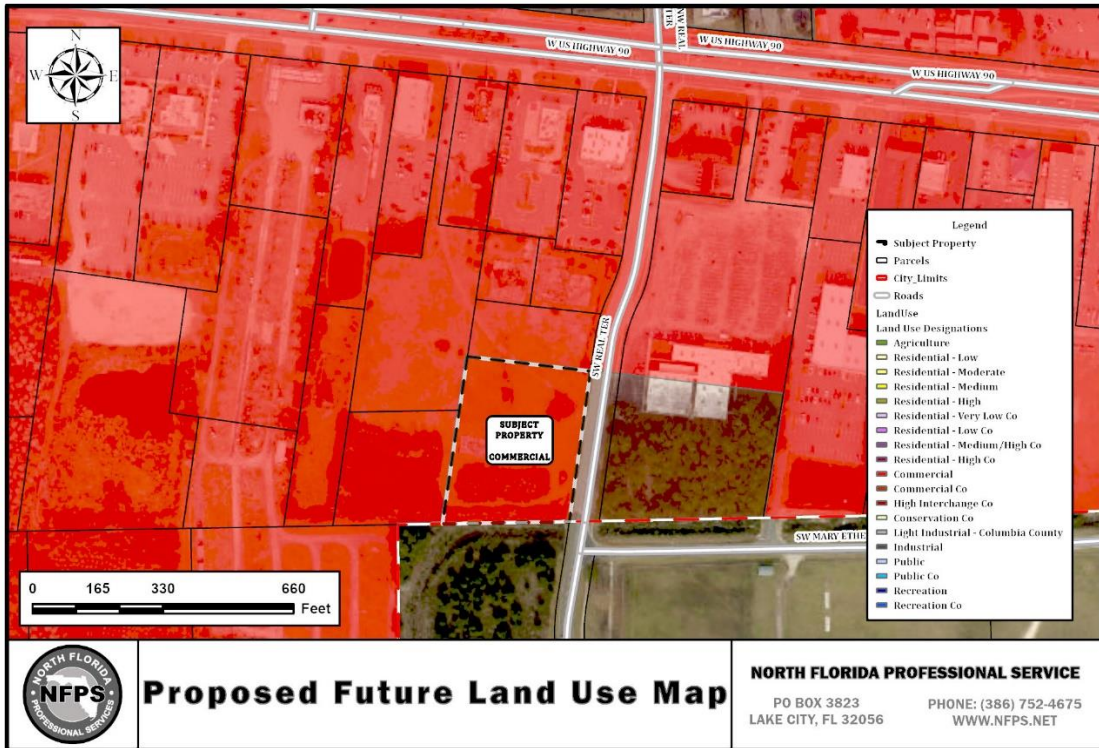 N
W E
S
W US HIGHWAY 90
NW REAL
TER
W US HIGHWAY 90
W US HIGHWAY 90
SW REAL TER
SUBJECT
PROPERTY
COMMERCIAL
SW MARY ETHE
Legend
Subject Property
Parcels
City_Limits
Roads
LandUse
Land Use Designations
Agriculture
Residential - Low
Residential - Moderate
Residential - Medium
Residential - High
Residential - Very Low Co
Residential - Low Co
Residential - Medium/High Co
Residential - High Co
Commercial
Commercial Co
High Interchange Co
Conservation Co
Light Industrial - Columbia County
Industrial
Public
Public Co
Recreation
Recreation Co
0 165 330 660
Feet
NORTH FLORIDA
NFPS
PROFESSIONAL SERVICES
Proposed Future Land Use Map
NORTH FLORIDA PROFESSIONAL SERVICE
PO BOX 3823
LAKE CITY, FL 32056
PHONE: (386) 752-4675
WWW.NFPS.NET